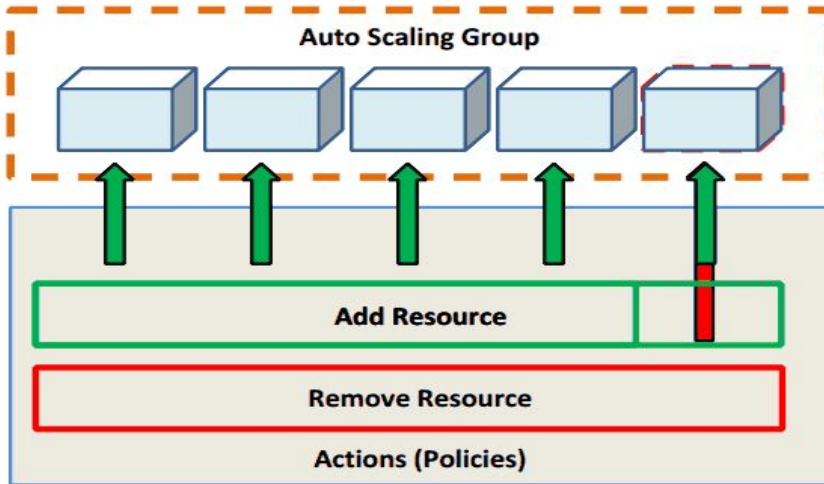 Auto Scaling Group
Add Resource
Remove Resource
Actions (Policies)